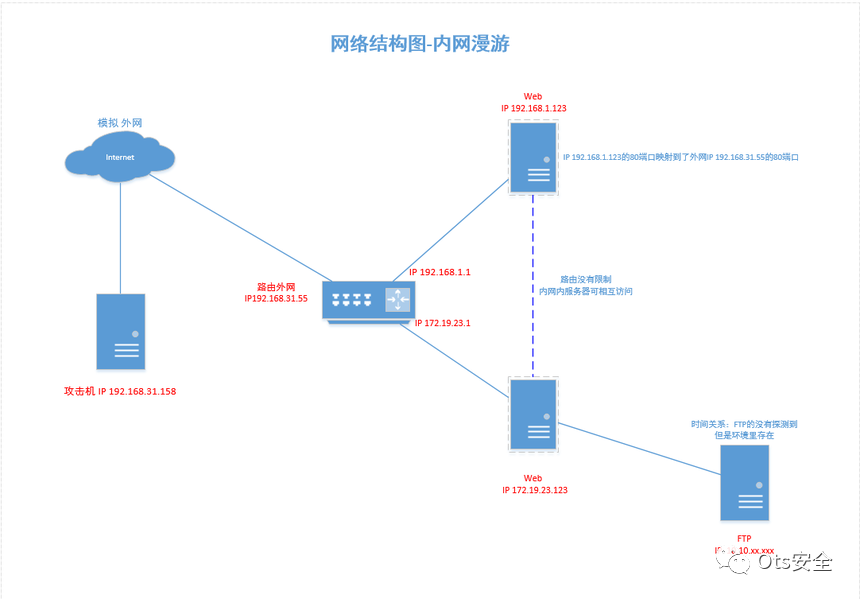 网络结构图-内网漫游
Web
IP 192.168.1.123
模拟 外网
Internet
IP 192.168.1.123的80端口映射到了外网IP 192.168.31.55的80端口
IP 192.168.1.1
路由外网
IP192.168.31.55
路由没有限制
内网内服务器可相互访问
IP 172.19.23.1
攻击机 IP 192.168.31.158
时间关系：FTP的没有探测到
但是环境里存在
Web
IP 172.19.23.123
FTP
10.xx.xxx
Ots安全